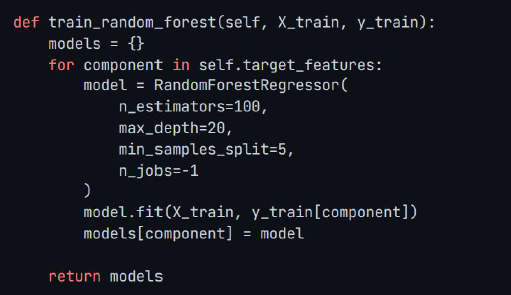 def train_random_forest(self, X_train, y_train):
    models = {}
    for component in self.target_features:
        model = RandomForestRegressor(
            n_estimators=100,
            max_depth=20,
            min_samples_split=5,
            n_jobs=-1
        )
        model.fit(X_train, y_train[component])
        models[component] = model

    return models